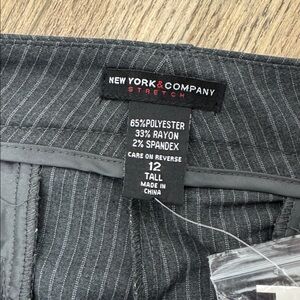 NEW YORK & COMPANY
STRETCH
65% POLYESTER
33% RAYON
2% SPANDEX
CARE ON REVERSE
12
TALL
MADE IN
CHINA